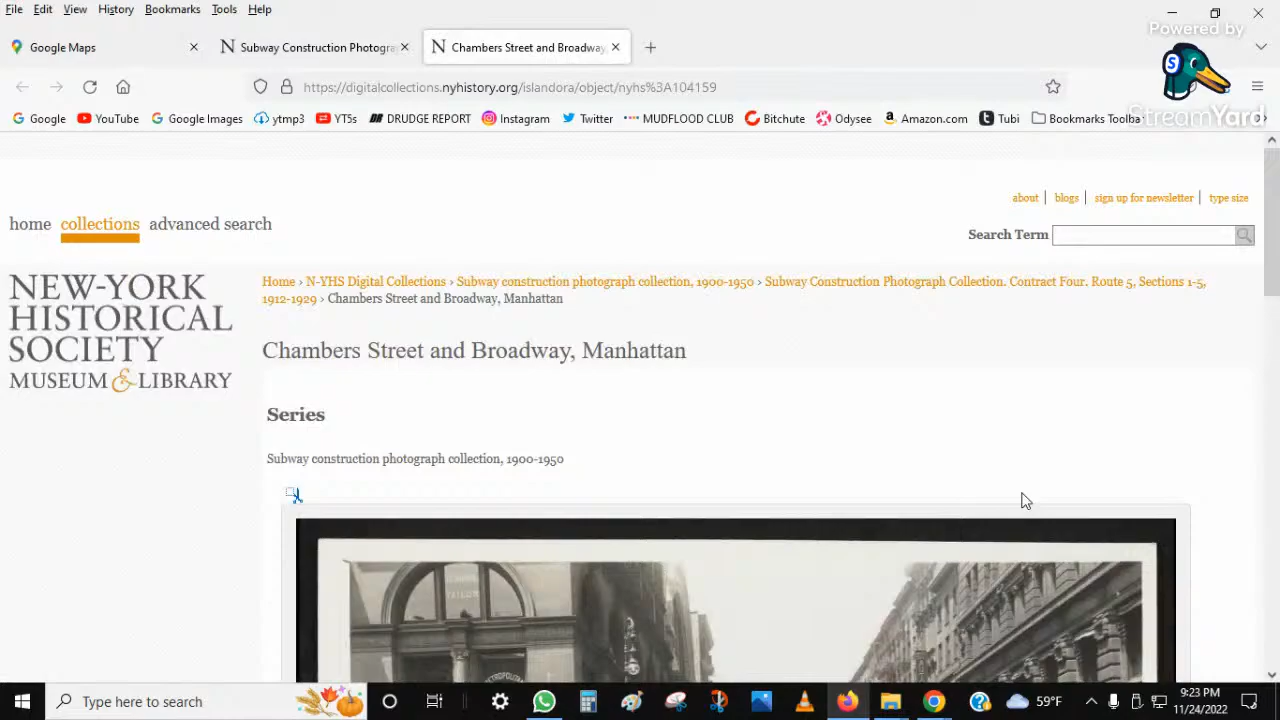 File Edit View History Bookmarks Tools Help
Powered by
Google Maps
Subway Construction Photogra
Chambers Street and Broadway,
https://digitalcollections.nyhistory.org/islandora/object/nyhs%3A104159
StreamYard
Google YouTube Google Images ytmp3 YT5s DRUDGE REPORT Instagram Twitter MUDFLOOD CLUB Bitchute Odysee Amazon.com Tubi Bookmarks Toolba
about blogs sign up for newsletter type size
home collections advanced search
Search Term
NEW-YORK
HISTORICAL
SOCIETY
MUSEUM & LIBRARY
Home › N-YHS Digital Collections › Subway construction photograph collection, 1900-1950 › Subway Construction Photograph Collection. Contract Four. Route 5, Sections 1-5,
1912-1929 › Chambers Street and Broadway, Manhattan
Chambers Street and Broadway, Manhattan
Series
Subway construction photograph collection, 1900-1950
TAILOR
Type here to search
59°F
9:23 PM
11/24/2022